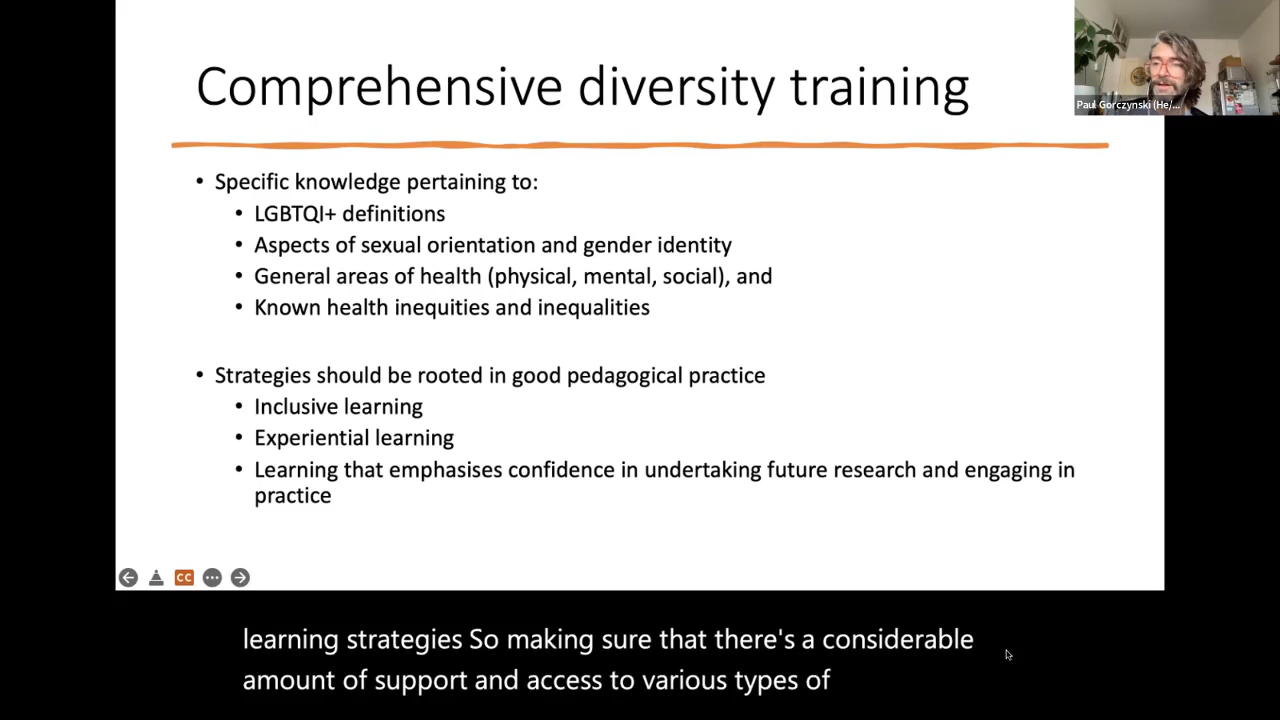 Comprehensive diversity training
Paul Gorczynski (He/...
• Specific knowledge pertaining to:
• LGBTQI+ definitions
• Aspects of sexual orientation and gender identity
• General areas of health (physical, mental, social), and
• Known health inequities and inequalities
• Strategies should be rooted in good pedagogical practice
• Inclusive learning
• Experiential learning
• Learning that emphasises confidence in undertaking future research and engaging in
practice
CC
learning strategies So making sure that there's a considerable
amount of support and access to various types of